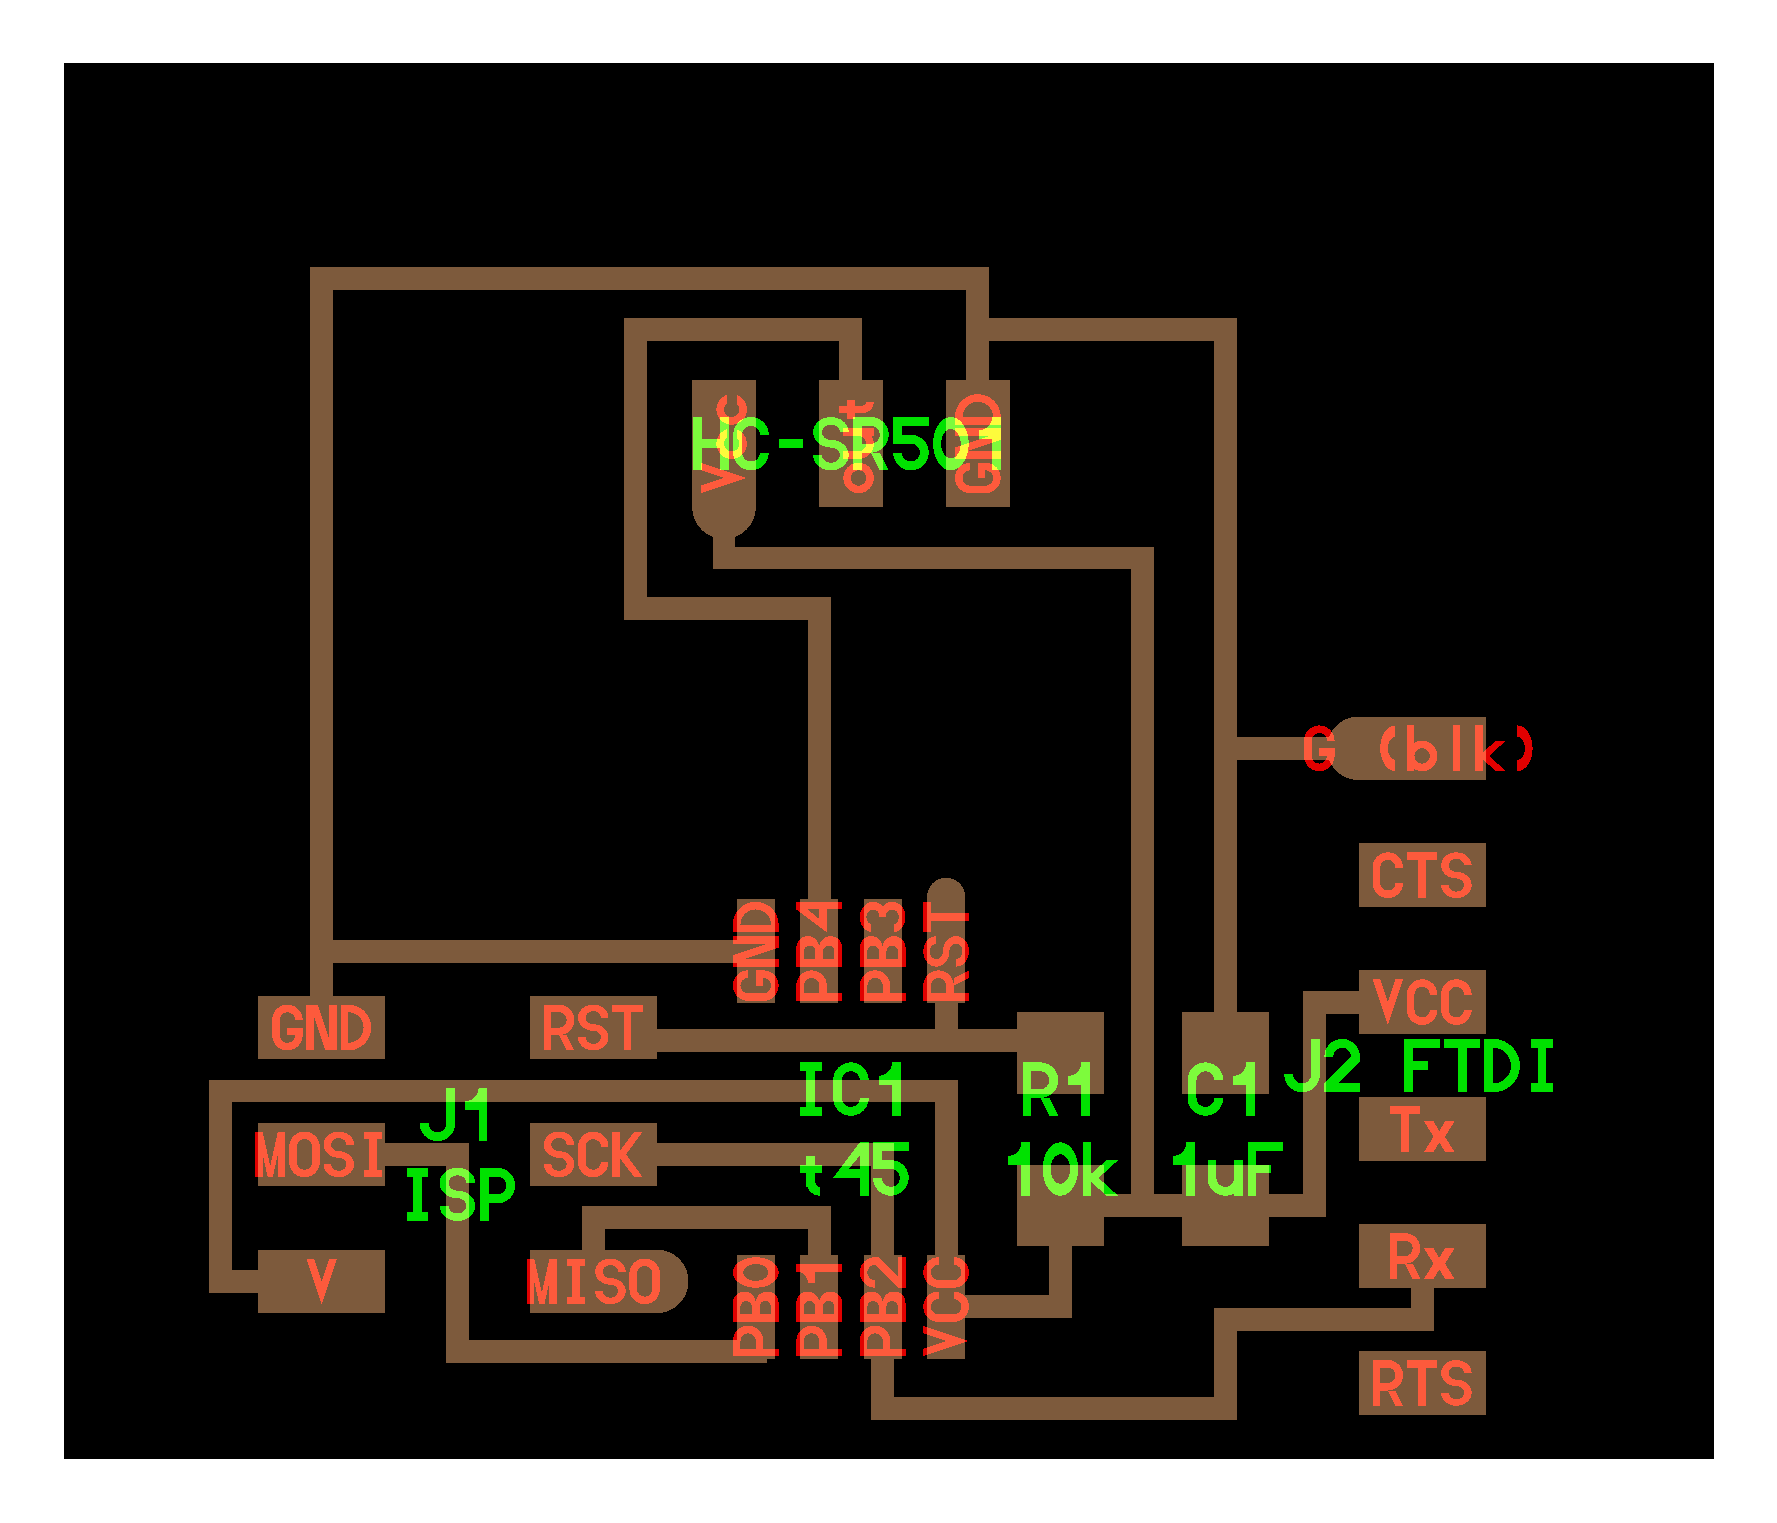 Vcc
out
GND
HC-SR501
G (blk)
CTS
GND
PB4
PB3
RST
VCC
GND
RST
J2 FTDI
IC1
R1
C1
J1
MOSI
SCK
t45
10k
1uF
Tx
ISP
Rx
V
MISO
PB0
PB1
PB2
VCC
RTS